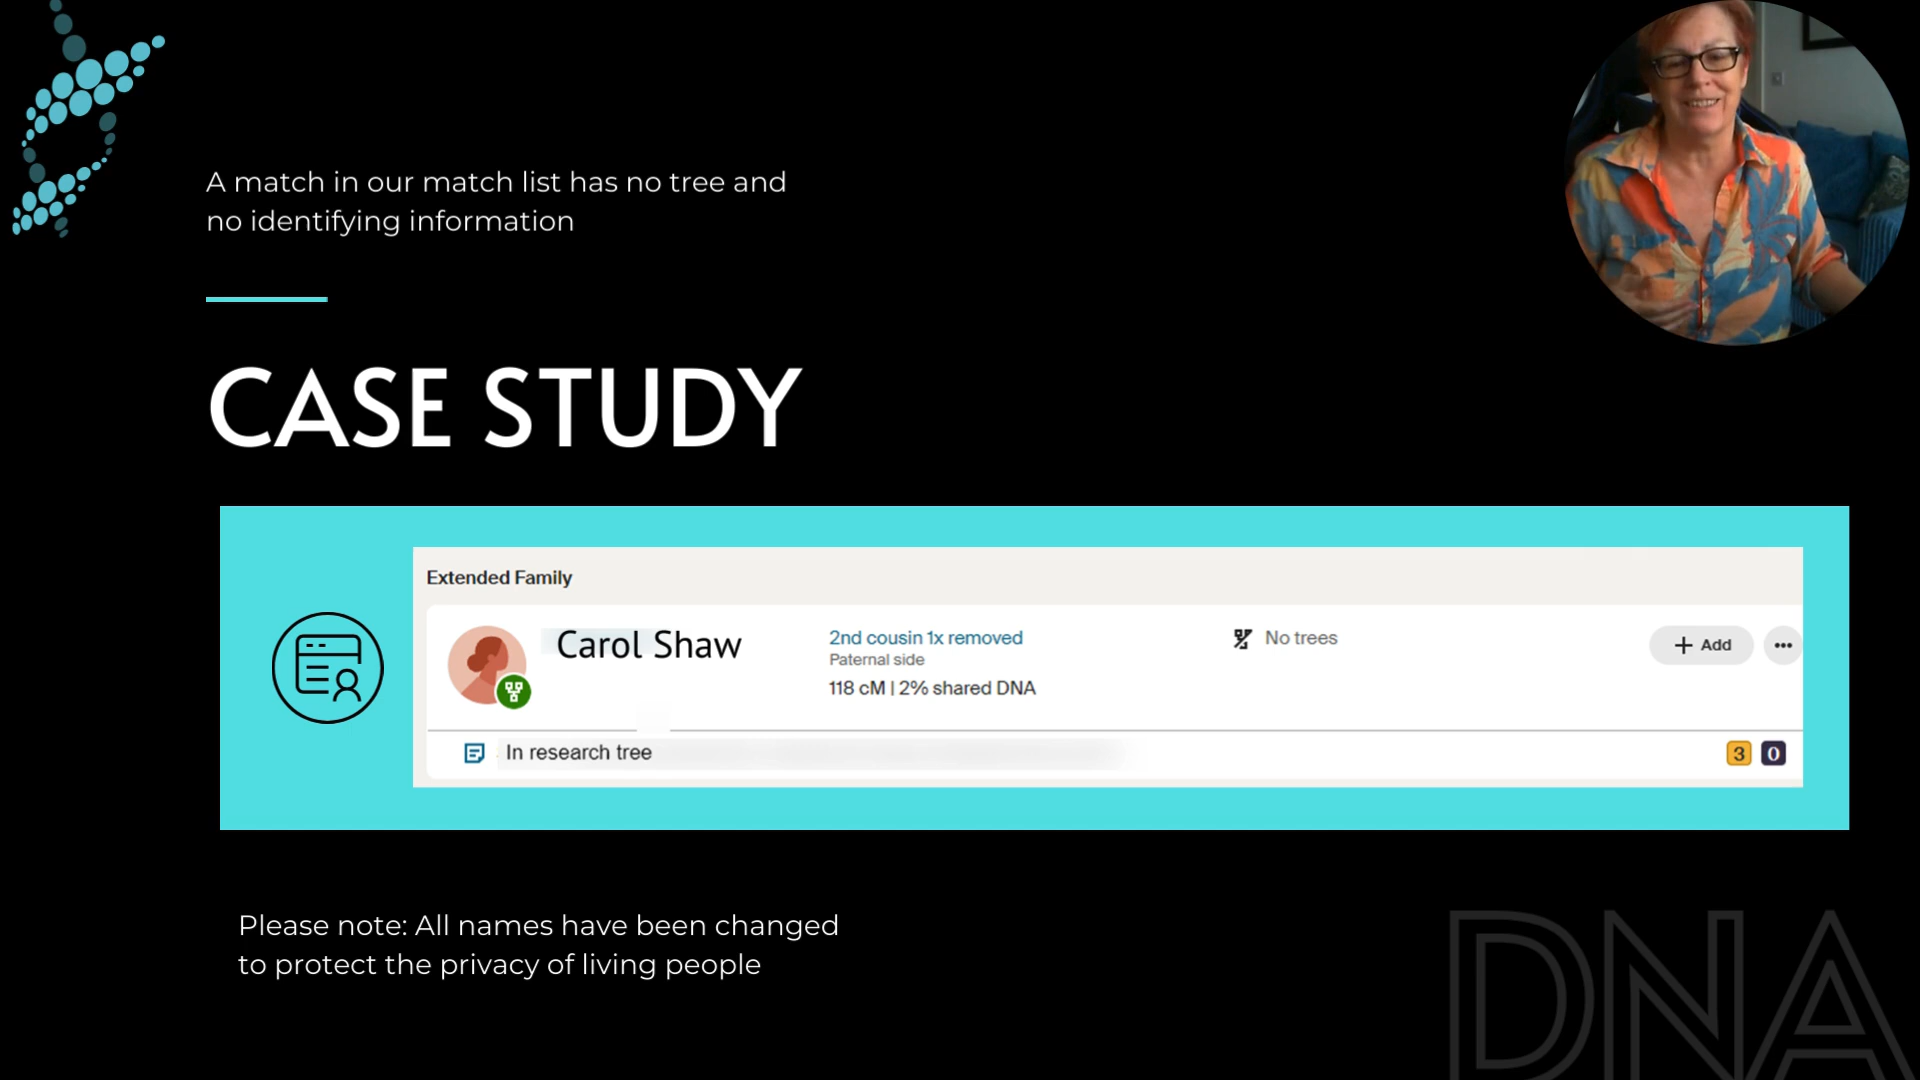 A match in our match list has no tree and
no identifying information
CASE STUDY
Extended Family
Carol Shaw
2nd cousin 1x removed
Paternal side
118 cM | 2% shared DNA
No trees
+ Add
In research tree
3 0
Please note: All names have been changed
to protect the privacy of living people
DNA